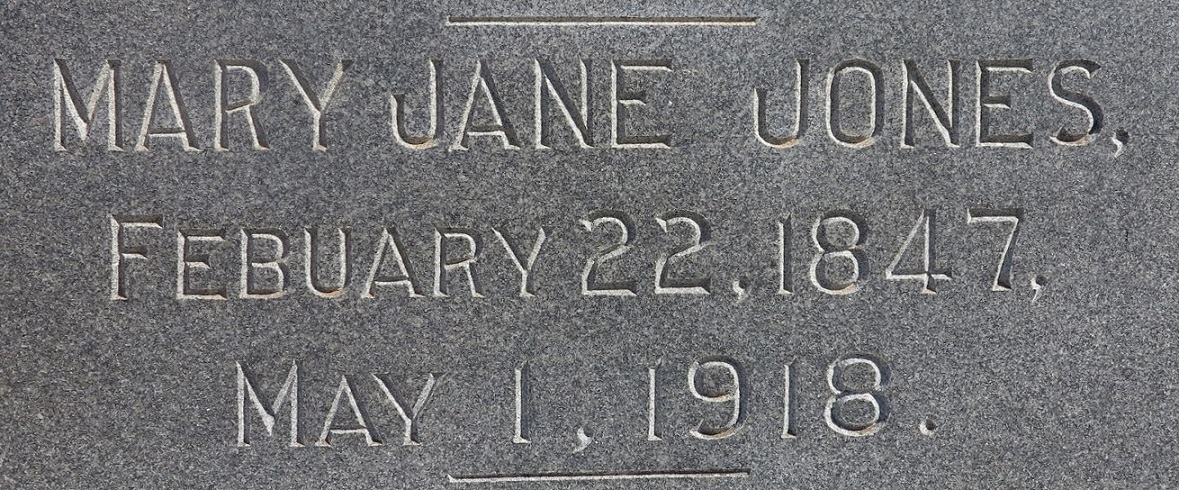 MARY JANE JONES,
FEBUARY 22, 1847,
MAY 1, 1918.